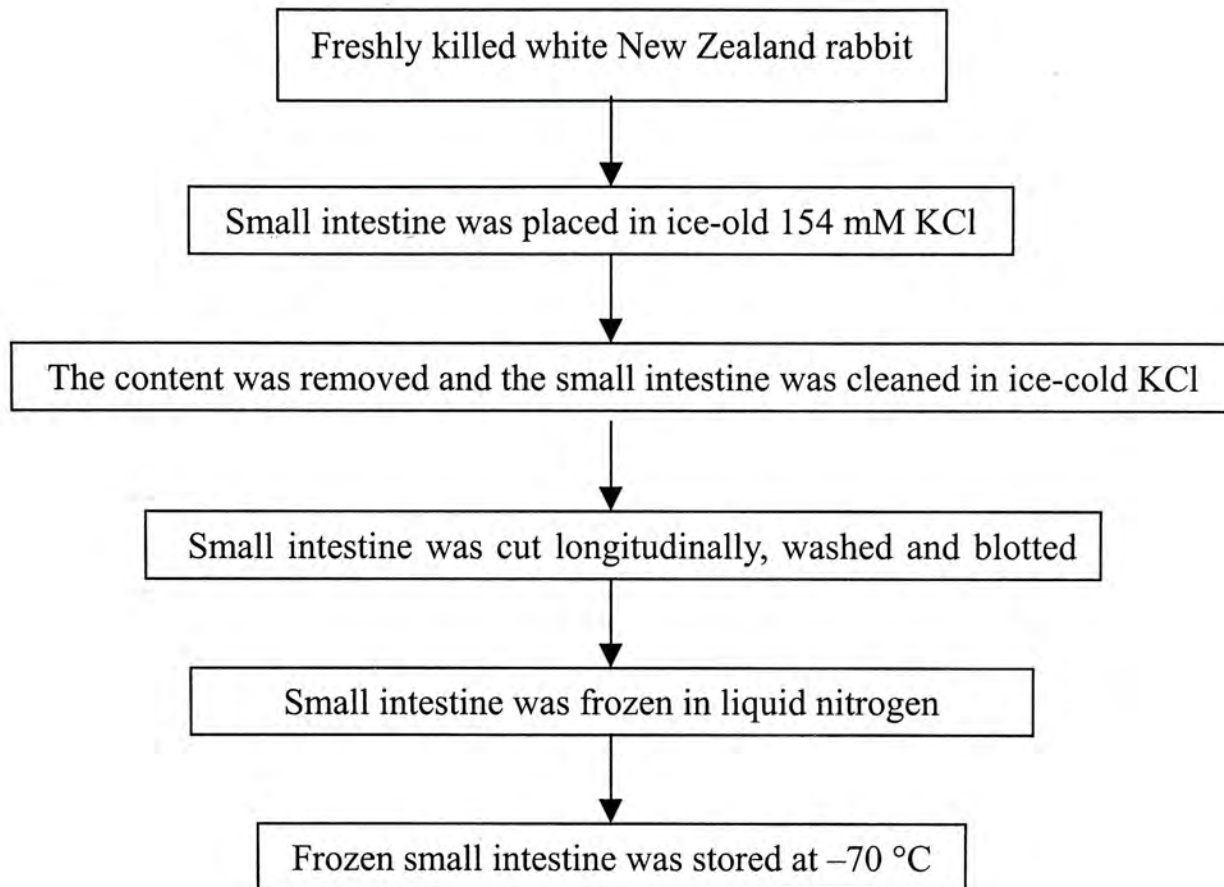 Freshly killed white New Zealand rabbit
Small intestine was placed in ice-old 154 mM KCl
The content was removed and the small intestine was cleaned in ice-cold KCl
Small intestine was cut longitudinally, washed and blotted
Small intestine was frozen in liquid nitrogen
Frozen small intestine was stored at –70 °C